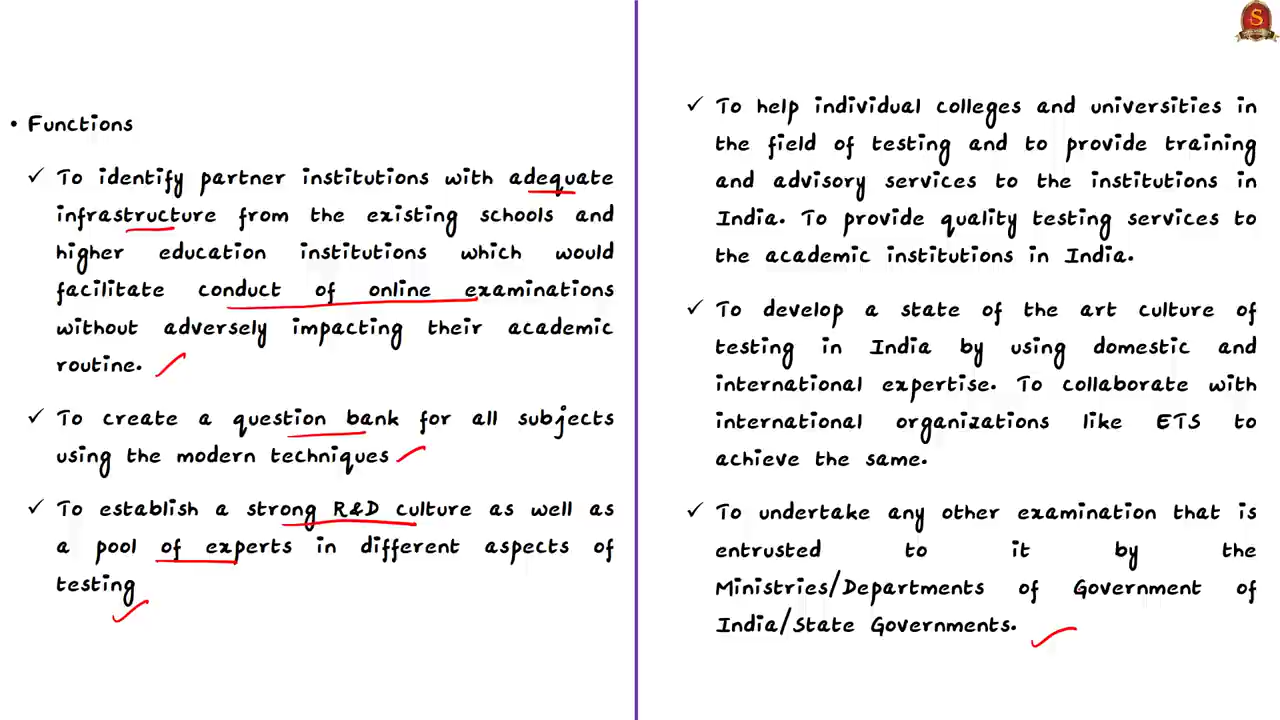 • Functions
✓ To identify partner institutions with adequate
infrastructure from the existing schools and
higher education institutions which would
facilitate conduct of online examinations
without adversely impacting their academic
routine.
✓ To create a question bank for all subjects
using the modern techniques
✓ To establish a strong R&D culture as well as
a pool of experts in different aspects of
testing
✓ To help individual colleges and universities in
the field of testing and to provide training
and advisory services to the institutions in
India. To provide quality testing services to
the academic institutions in India.
✓ To develop a state of the art culture of
testing in India by using domestic and
international expertise. To collaborate with
international organizations like ETS to
achieve the same.
✓ To undertake any other examination that is
entrusted to it by the
Ministries/Departments of Government of
India/State Governments.
S